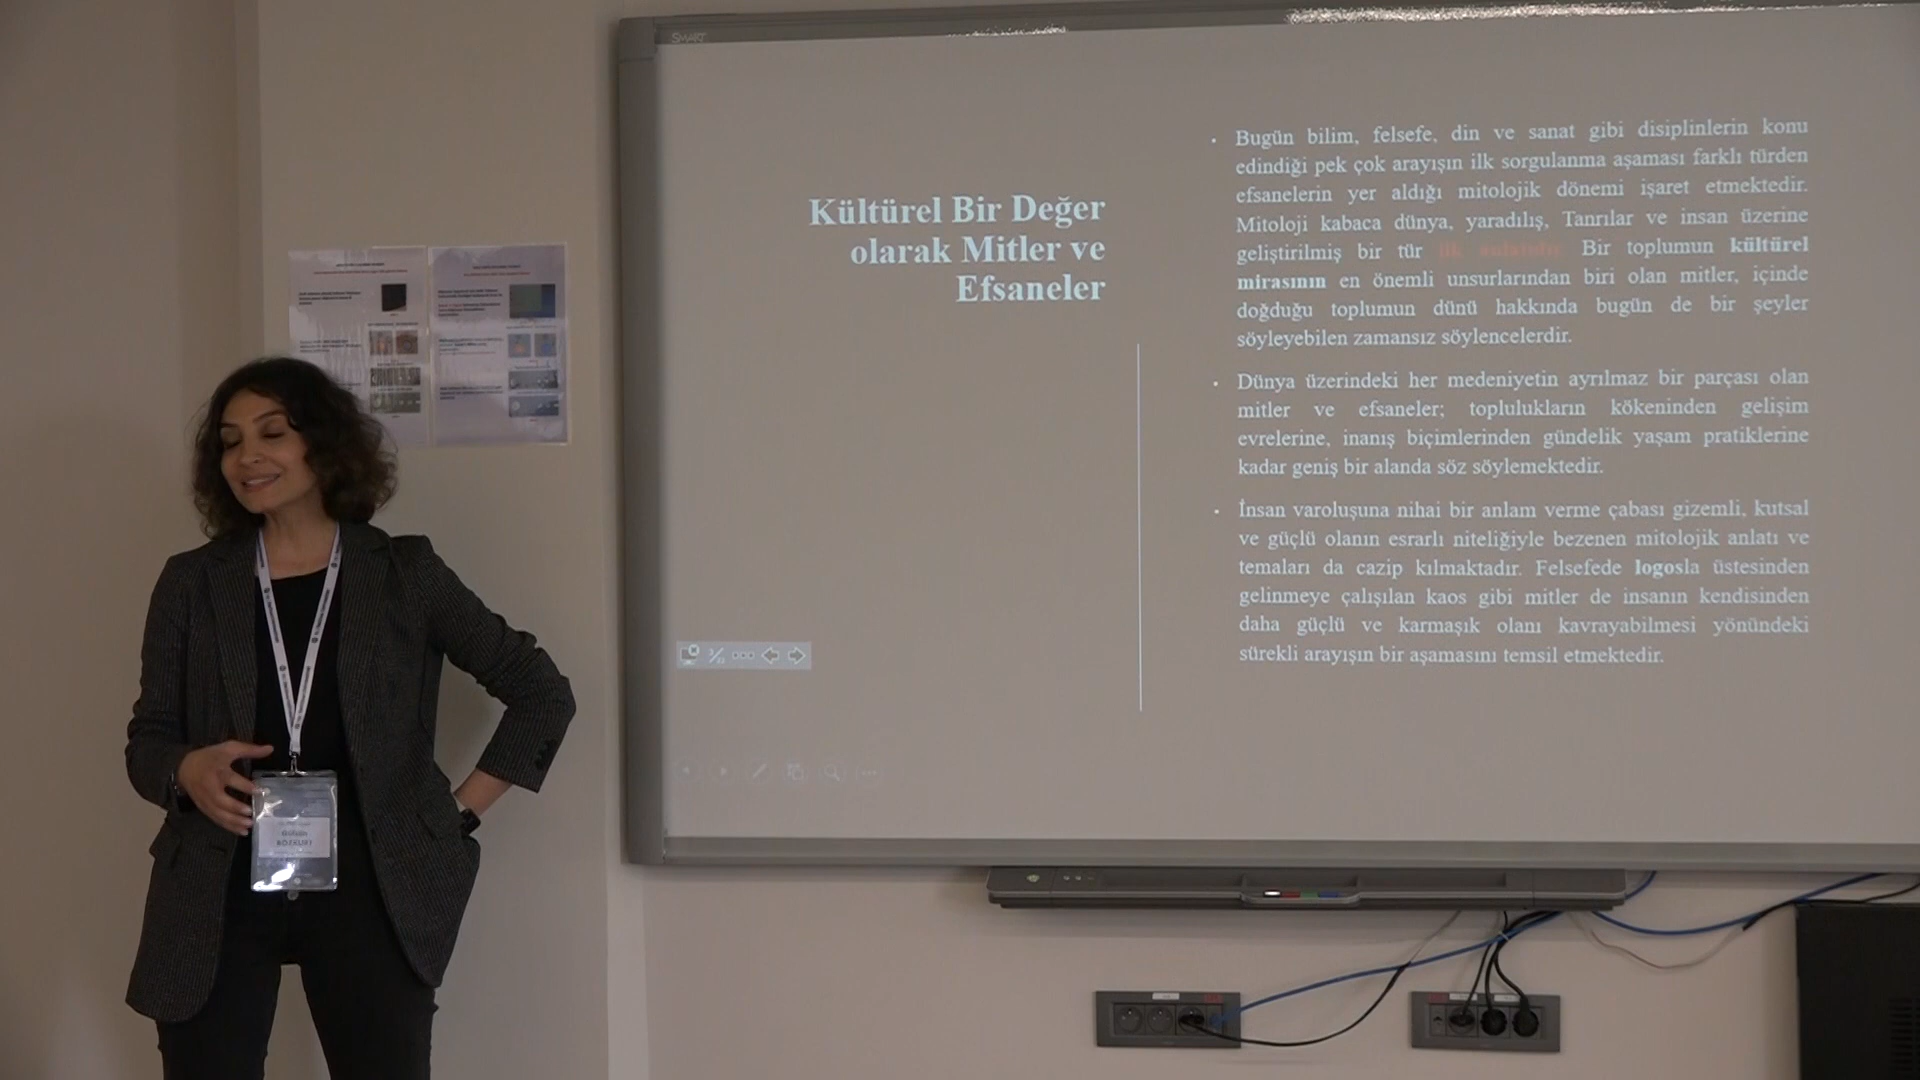 SMART
Kültürel Bir Değer
olarak Mitler ve
Efsaneler
• Bugün bilim, felsefe, din ve sanat gibi disiplinlerin konu
edindiği pek çok arayışın ilk sorgulanma aşaması farklı türden
efsanelerin yer aldığı mitolojik dönemi işaret etmektedir.
Mitoloji kabaca dünya, yaradılış, Tanrılar ve insan üzerine
geliştirilmiş bir tür Bir toplumun kültürel
mirasının en önemli unsurlarından biri olan mitler, içinde
doğduğu toplumun dünü hakkında bugün de bir şeyler
söyleyebilen zamansız söylencelerdir.
• Dünya üzerindeki her medeniyetin ayrılmaz bir parçası olan
mitler ve efsaneler; toplulukların kökeninden gelişim
evrelerine, inanış biçimlerinden gündelik yaşam pratiklerine
kadar geniş bir alanda söz söylemektedir.
• İnsan varoluşuna nihai bir anlam verme çabası gizemli, kutsal
ve güçlü olanın esrarlı niteliğiyle bezenen mitolojik anlatı ve
temaları da cazip kılmaktadır. Felsefede logosla üstesinden
gelinmeye çalışılan kaos gibi mitler de insanın kendisinden
daha güçlü ve karmaşık olanı kavrayabilmesi yönündeki
sürekli arayışın bir aşamasını temsil etmektedir.